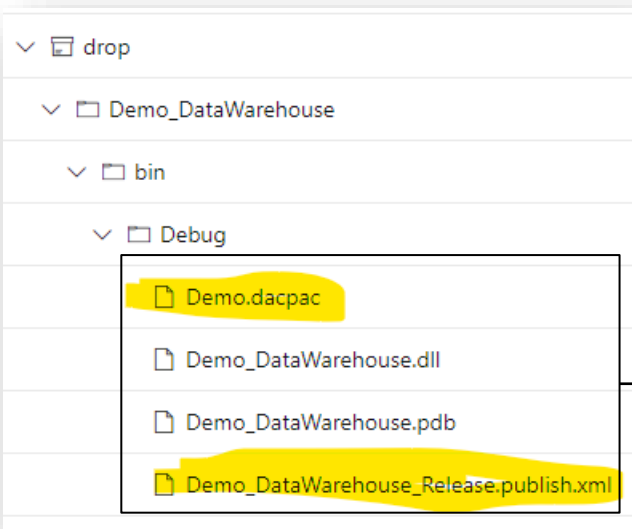 drop
Demo_DataWarehouse
bin
Debug
Demo.dacpac
Demo_DataWarehouse.dll
Demo_DataWarehouse.pdb
Demo_DataWarehouse_Release.publish.xml